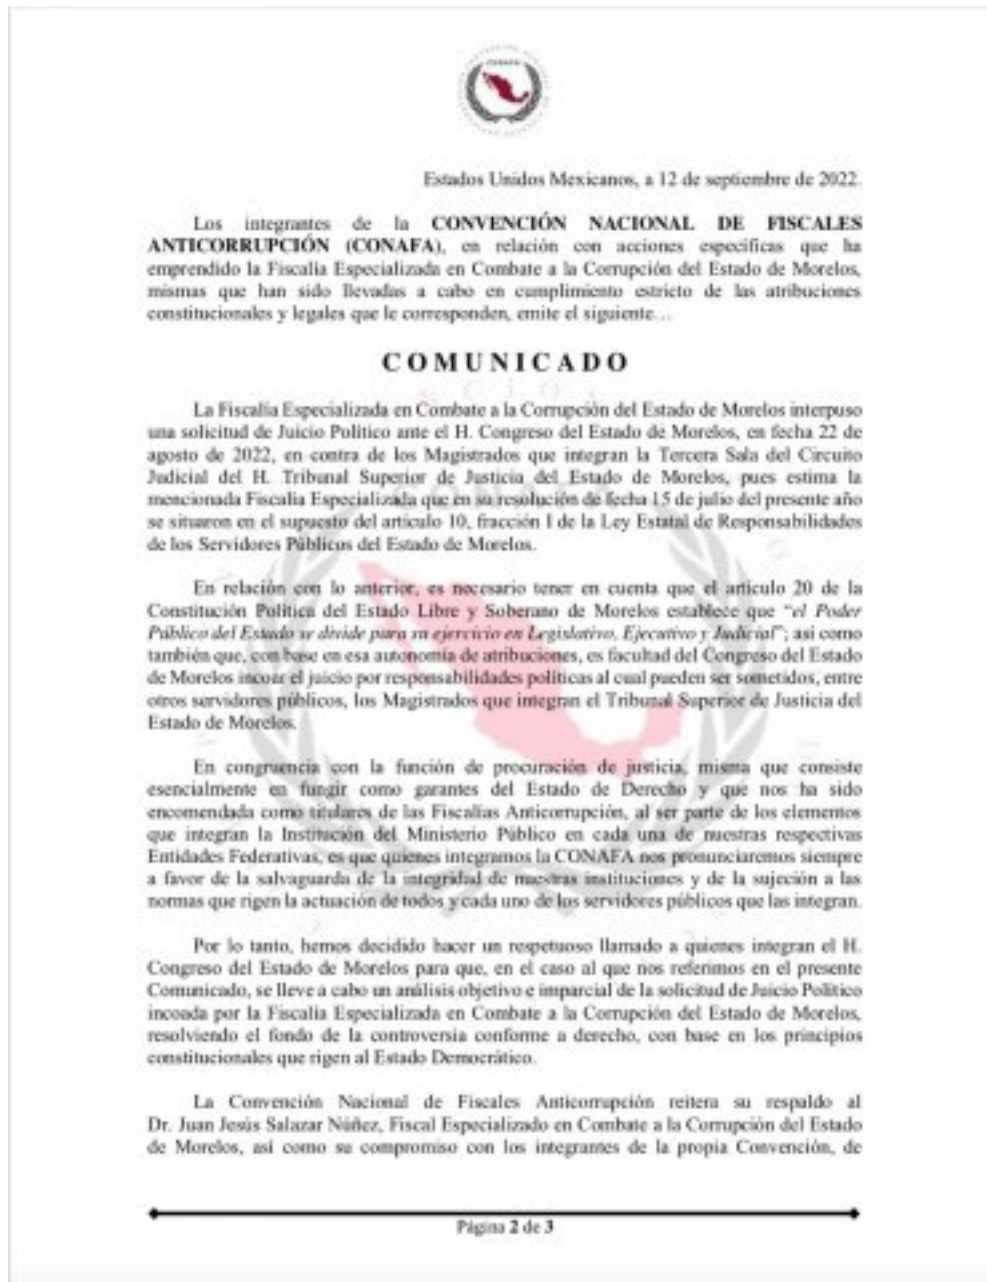 Estados Unidos Mexicanos, a 12 de septiembre de 2022.
Los integrantes de la CONVENCIÓN NACIONAL DE FISCALES
ANTICORRUPCIÓN (CONAFA), en relación con acciones específicas que ha
emprendido la Fiscalía Especializada en Combate a la Corrupción del Estado de Morelos,
mismas que han sido llevadas a cabo en cumplimiento estricto de las atribuciones
constitucionales y legales que le corresponden, emite el siguiente…
COMUNICADO
La Fiscalía Especializada en Combate a la Corrupción del Estado de Morelos interpuso
una solicitud de Juicio Político ante el H. Congreso del Estado de Morelos, en fecha 22 de
agosto de 2022, en contra de los Magistrados que integran la Tercera Sala del Circuito
Judicial del H. Tribunal Superior de Justicia del Estado de Morelos, pues estima la
mencionada Fiscalía Especializada que en su resolución de fecha 15 de julio del presente año
se situaron en el supuesto del artículo 10, fracción I de la Ley Estatal de Responsabilidades
de los Servidores Públicos del Estado de Morelos.
En relación con lo anterior, es necesario tener en cuenta que el artículo 20 de la
Constitución Política del Estado Libre y Soberano de Morelos establece que “el Poder
Público del Estado se divide para su ejercicio en Legislativo, Ejecutivo y Judicial”; así como
también que, con base en esa autonomía de atribuciones, es facultad del Congreso del Estado
de Morelos incoar el juicio por responsabilidades políticas al cual pueden ser sometidos, entre
otros servidores públicos, los Magistrados que integran el Tribunal Superior de Justicia del
Estado de Morelos.
En congruencia con la función de procuración de justicia, misma que consiste
esencialmente en fungir como garantes del Estado de Derecho y que nos ha sido
encomendada como titulares de las Fiscalías Anticorrupción, al ser parte de los elementos
que integran la Institución del Ministerio Público en cada una de nuestras respectivas
Entidades Federativas, es que quienes integramos la CONAFA nos pronunciaremos siempre
a favor de la salvaguarda de la integridad de nuestras instituciones y de la sujeción a las
normas que rigen la actuación de todos y cada uno de los servidores públicos que las integran.
Por lo tanto, hemos decidido hacer un respetuoso llamado a quienes integran el H.
Congreso del Estado de Morelos para que, en el caso al que nos referimos en el presente
Comunicado, se lleve a cabo un análisis objetivo e imparcial de la solicitud de Juicio Político
incoada por la Fiscalía Especializada en Combate a la Corrupción del Estado de Morelos,
resolviendo el fondo de la controversia conforme a derecho, con base en los principios
constitucionales que rigen al Estado Democrático.
La Convención Nacional de Fiscales Anticorrupción reitera su respaldo al
Dr. Juan Jesús Salazar Núñez, Fiscal Especializado en Combate a la Corrupción del Estado
de Morelos, así como su compromiso con los integrantes de la propia Convención, de
Página 2 de 3